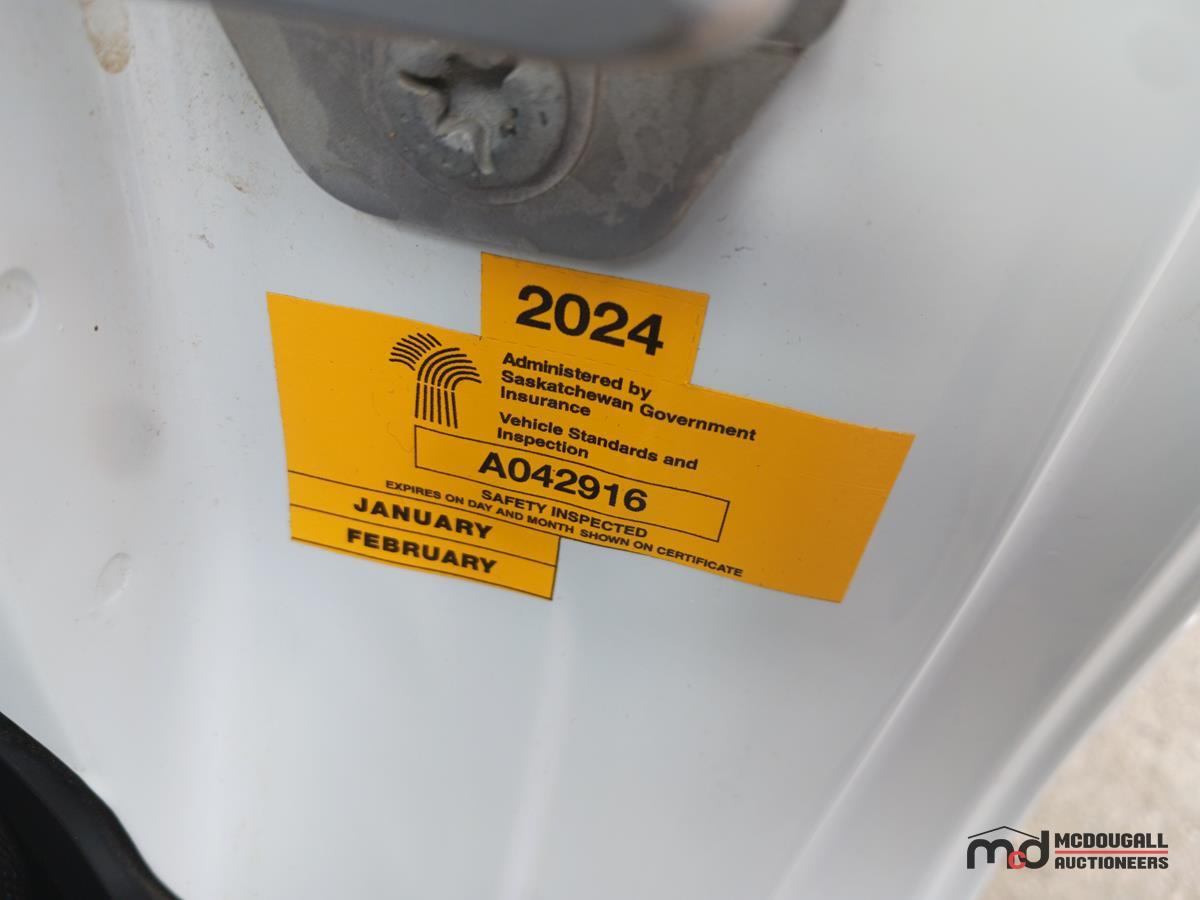 2024
Administered by
Saskatchewan Government
Insurance
Vehicle Standards and
Inspection
A042916
SAFETY INSPECTED
EXPIRES ON DAY AND MONTH SHOWN ON CERTIFICATE
JANUARY
FEBRUARY
mcd MCDOUGALL
AUCTIONEERS